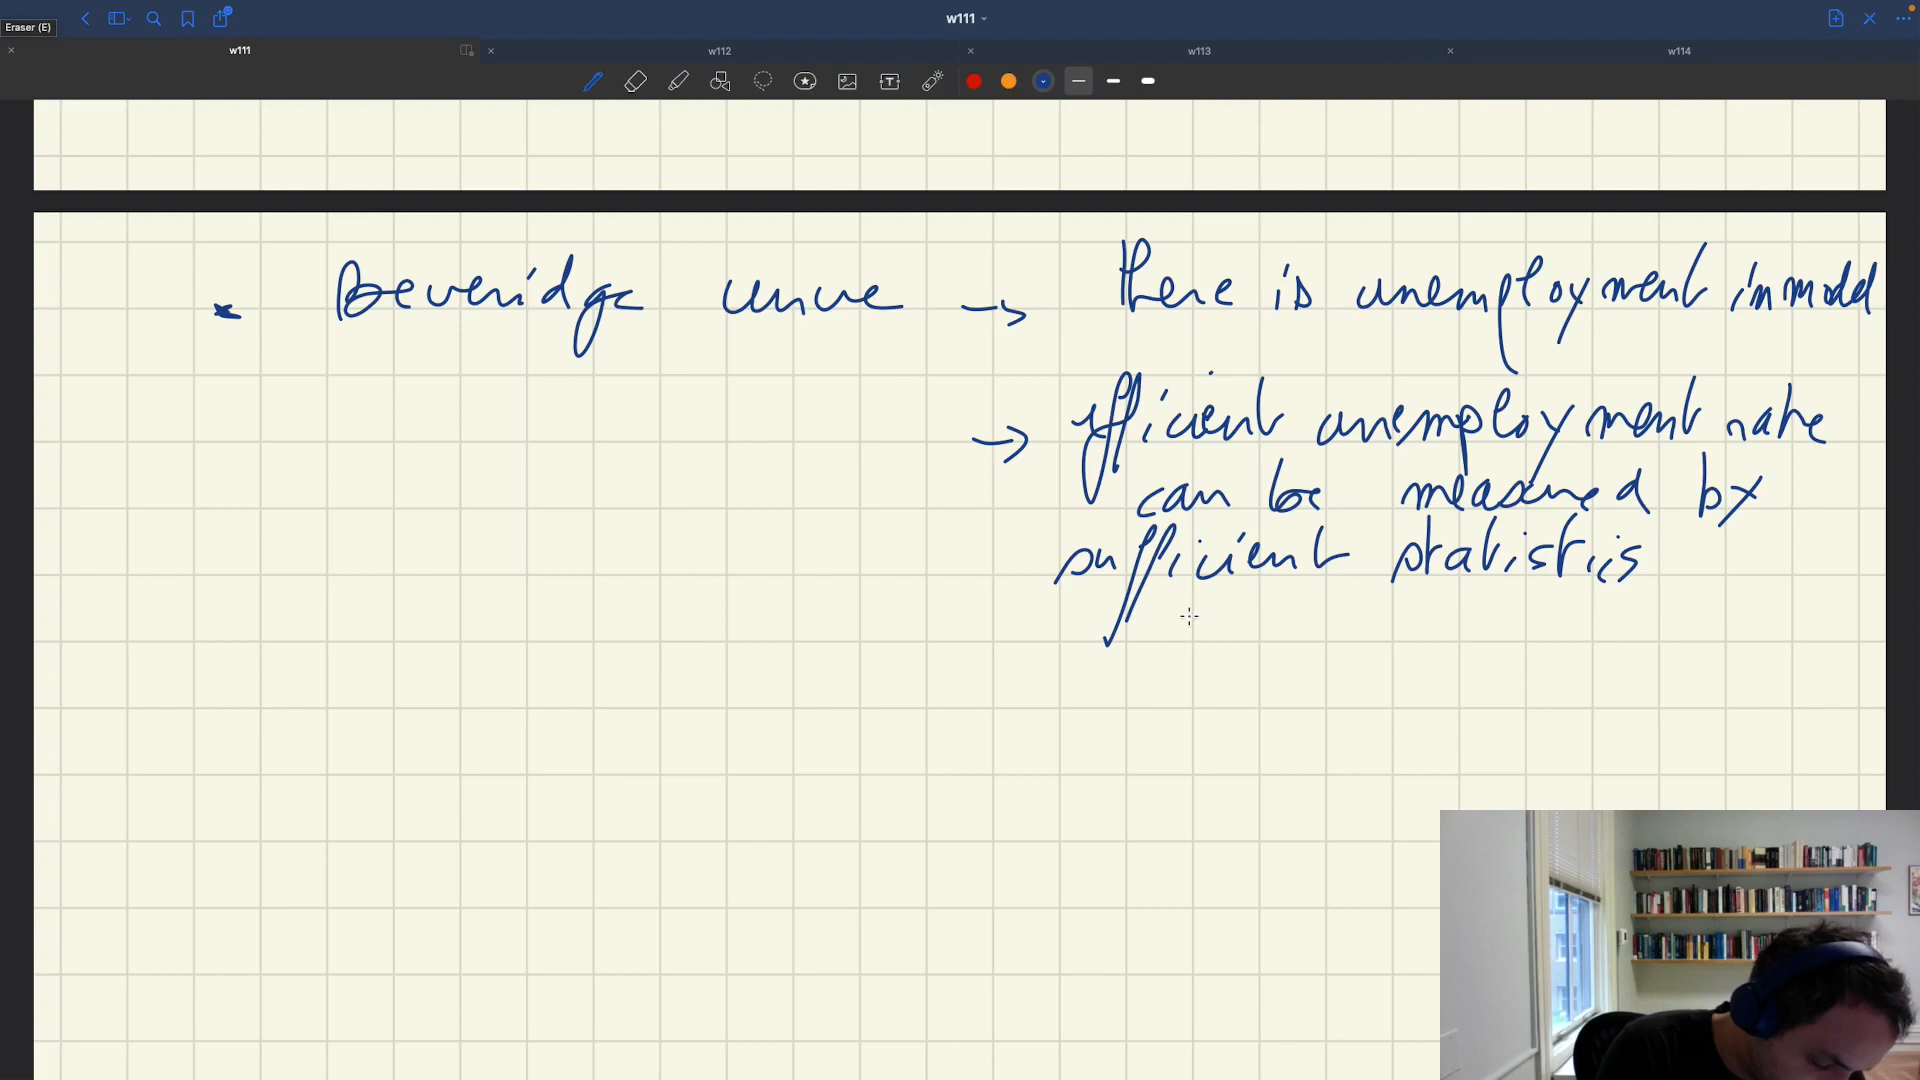 w111
Eraser (E)
w111
w112
w113
w114
* Beveridge curve -> there is unemployment in model
-> efficient unemployment rate
can be measured by
sufficient statistics